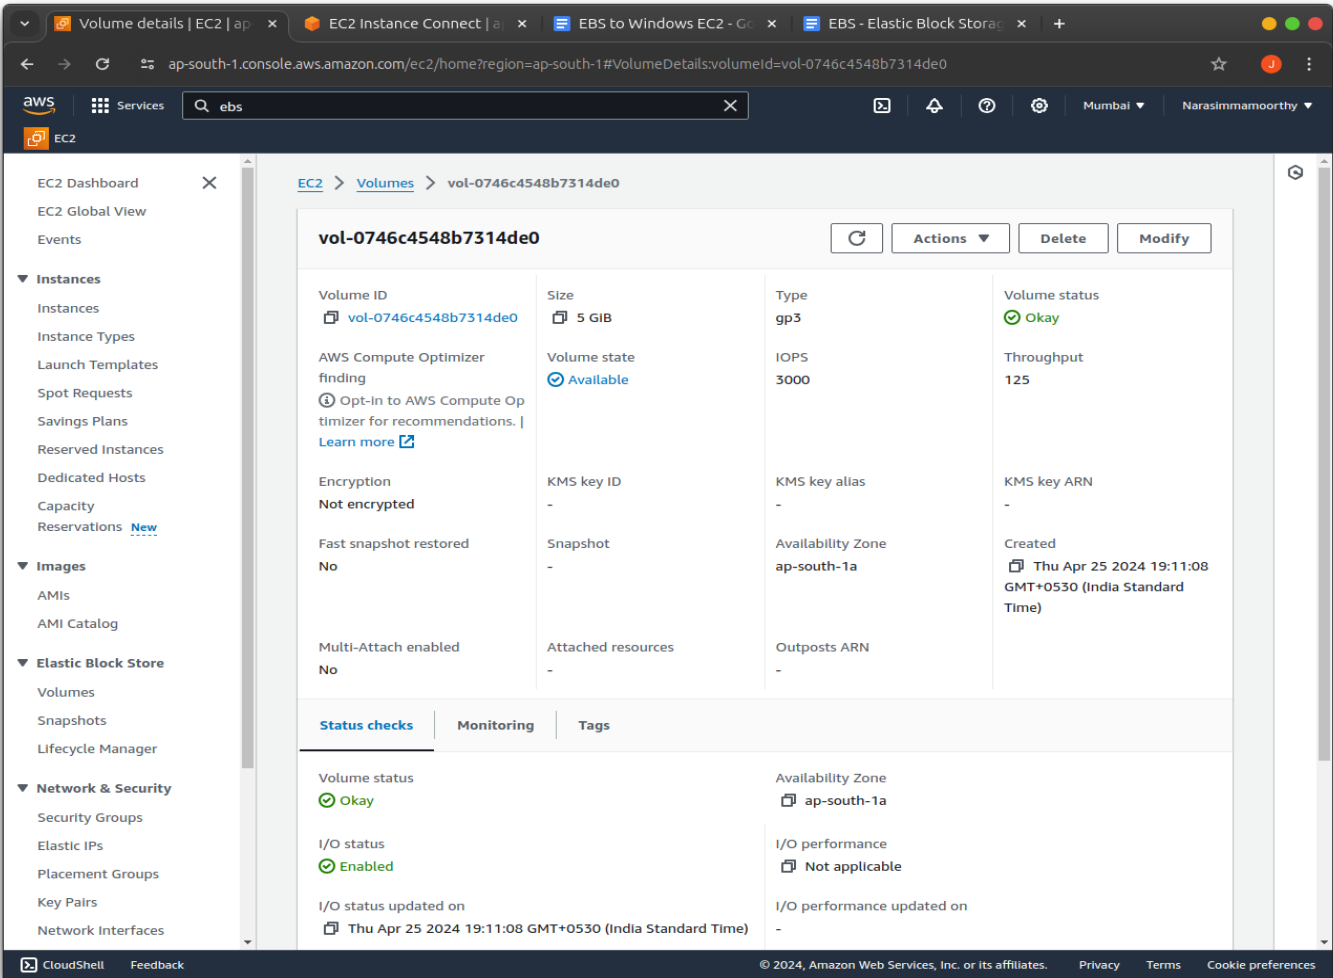 Volume details | EC2 | ap-
EC2 Instance Connect | a
EBS to Windows EC2 - Go
EBS - Elastic Block Storag
ap-south-1.console.aws.amazon.com/ec2/home?region=ap-south-1#VolumeDetails:volumeId=vol-0746c4548b7314de0
J
aws
Services
ebs
Mumbai
Narasimmamoorthy
EC2
EC2 Dashboard
EC2 Global View
Events
Instances
Instances
Instance Types
Launch Templates
Spot Requests
Savings Plans
Reserved Instances
Dedicated Hosts
Capacity
Reservations New
Images
AMIs
AMI Catalog
Elastic Block Store
Volumes
Snapshots
Lifecycle Manager
Network & Security
Security Groups
Elastic IPs
Placement Groups
Key Pairs
Network Interfaces
EC2 > Volumes > vol-0746c4548b7314de0
vol-0746c4548b7314de0
Actions
Delete
Modify
Volume ID
vol-0746c4548b7314de0
Size
5 GiB
Type
gp3
Volume status
Okay
AWS Compute Optimizer
finding
Opt-in to AWS Compute Op
timizer for recommendations. |
Learn more
Volume state
Available
IOPS
3000
Throughput
125
Encryption
Not encrypted
KMS key ID
-
KMS key alias
-
KMS key ARN
-
Fast snapshot restored
No
Snapshot
-
Availability Zone
ap-south-1a
Created
Thu Apr 25 2024 19:11:08
GMT+0530 (India Standard
Time)
Multi-Attach enabled
No
Attached resources
-
Outposts ARN
-
Status checks
Monitoring
Tags
Volume status
Okay
Availability Zone
ap-south-1a
I/O status
Enabled
I/O performance
Not applicable
I/O status updated on
Thu Apr 25 2024 19:11:08 GMT+0530 (India Standard Time)
I/O performance updated on
-
CloudShell
Feedback
© 2024, Amazon Web Services, Inc. or its affiliates.
Privacy
Terms
Cookie preferences